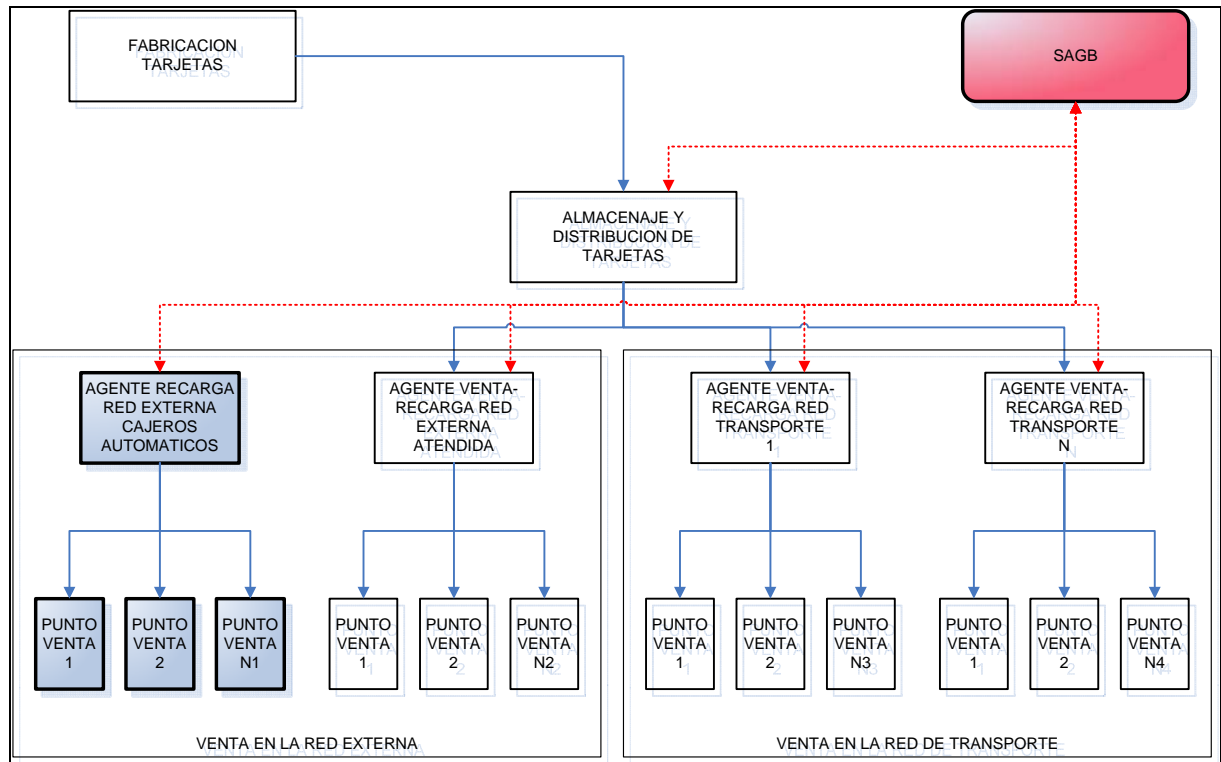 FABRICACION
TARJETAS
SAGB
ALMACENAJE Y
DISTRIBUCION DE
TARJETAS
AGENTE RECARGA
RED EXTERNA
CAJEROS
AUTOMATICOS
AGENTE VENTA-
RECARGA RED
EXTERNA
ATENDIDA
AGENTE VENTA-
RECARGA RED
TRANSPORTE
1
AGENTE VENTA-
RECARGA RED
TRANSPORTE
N
PUNTO
VENTA
1
PUNTO
VENTA
2
PUNTO
VENTA
N1
PUNTO
VENTA
1
PUNTO
VENTA
2
PUNTO
VENTA
N2
PUNTO
VENTA
1
PUNTO
VENTA
2
PUNTO
VENTA
N3
PUNTO
VENTA
1
PUNTO
VENTA
2
PUNTO
VENTA
N4
VENTA EN LA RED EXTERNA
VENTA EN LA RED DE TRANSPORTE